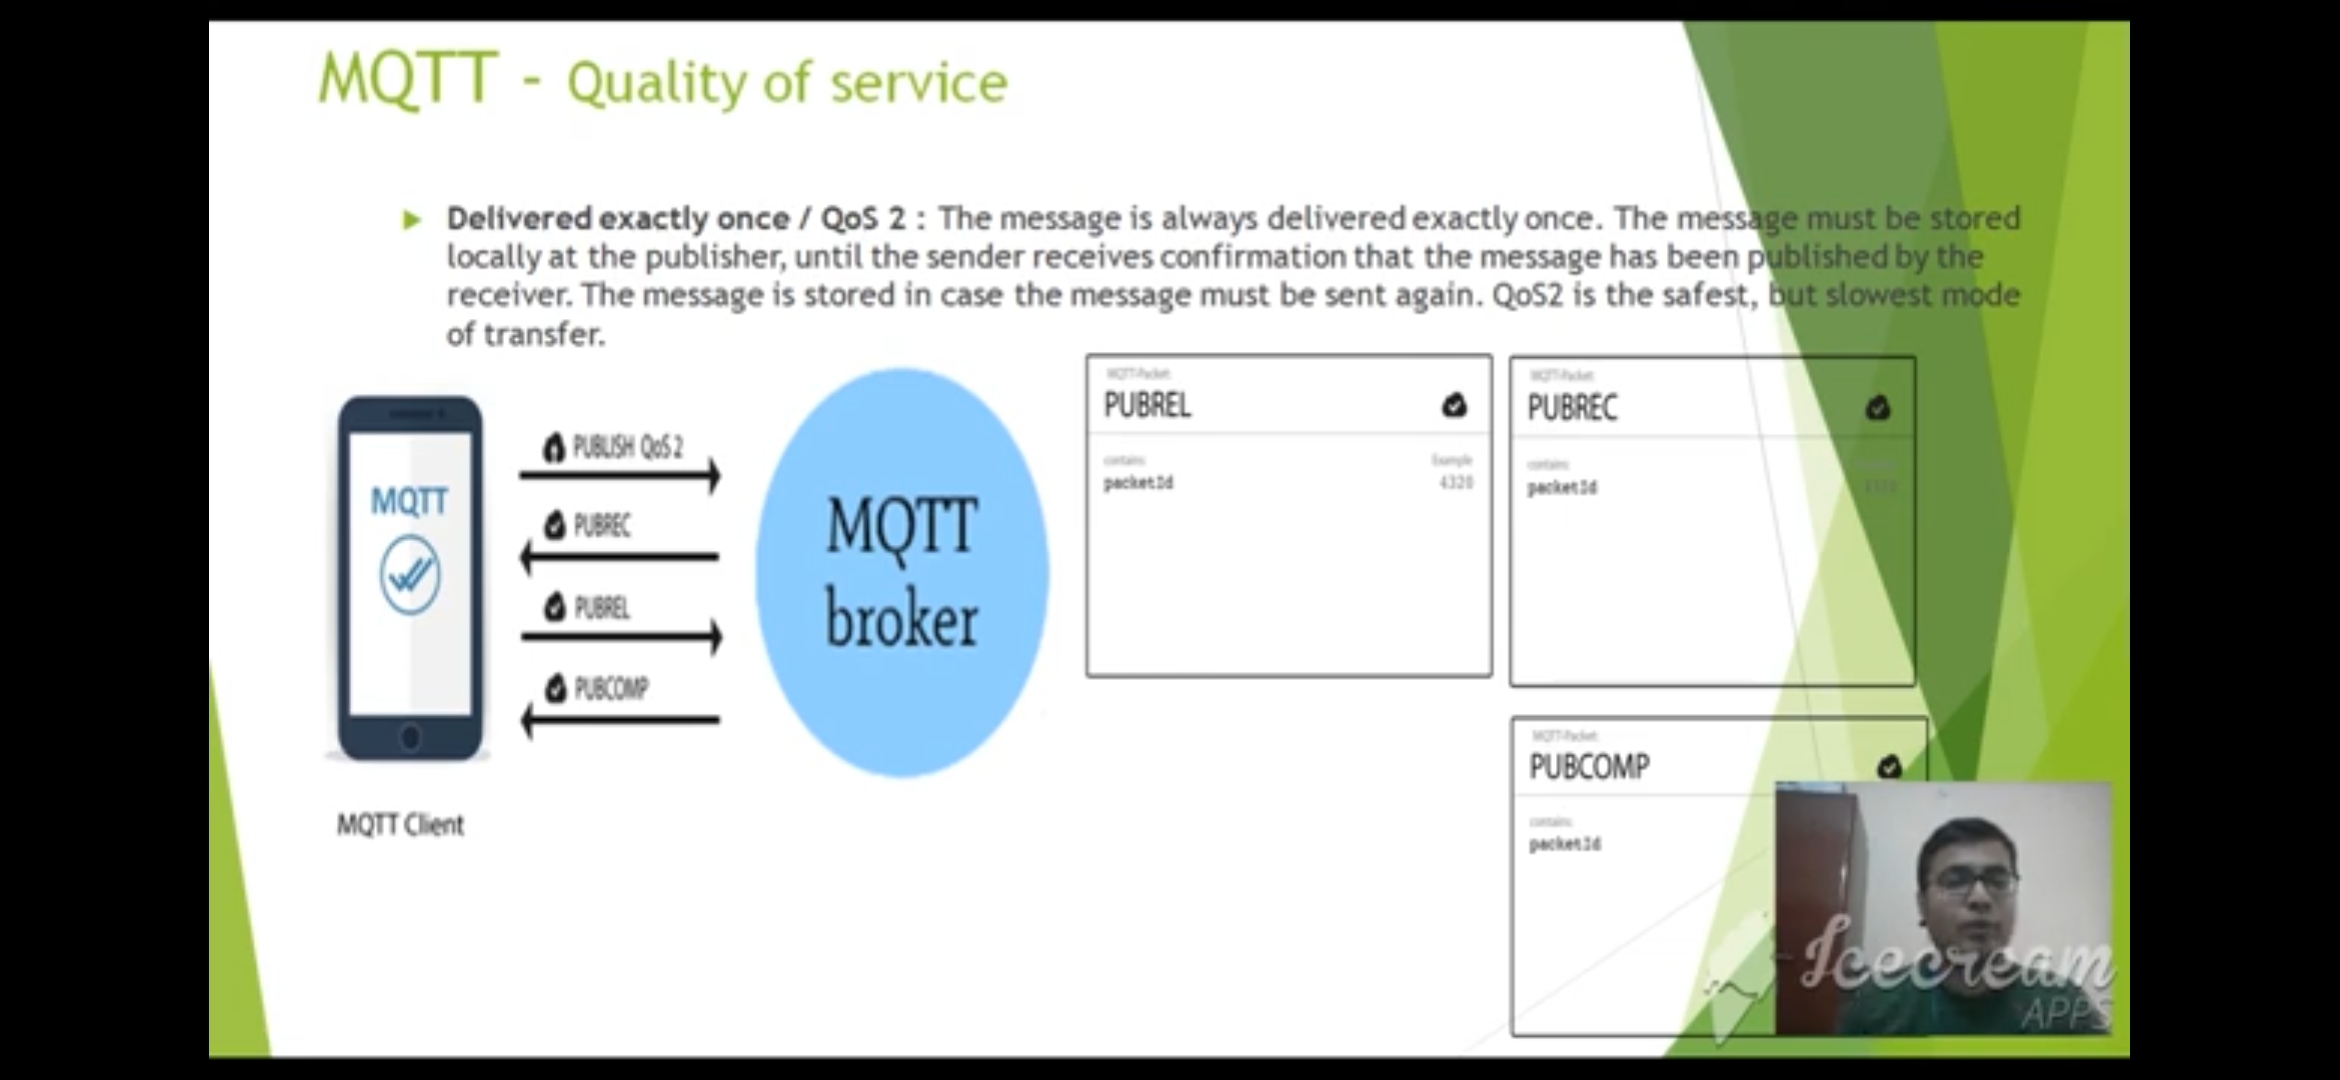 MQTT - Quality of service
Delivered exactly once / QoS 2 : The message is always delivered exactly once. The message must be stored
locally at the publisher, until the sender receives confirmation that the message has been published by the
receiver. The message is stored in case the message must be sent again. QoS2 is the safest, but slowest mode
of transfer.
MQTT
PUBLISH QoS 2
PUBREC
PUBREL
PUBCOMP
MQTT Client
MQTT
broker
MQTT-Packet:
PUBREL
contains: Example
packetId 4320
MQTT-Packet:
PUBREC
contains:
packetId
MQTT-Packet:
PUBCOMP
contains:
packetId
Icecream
APPS